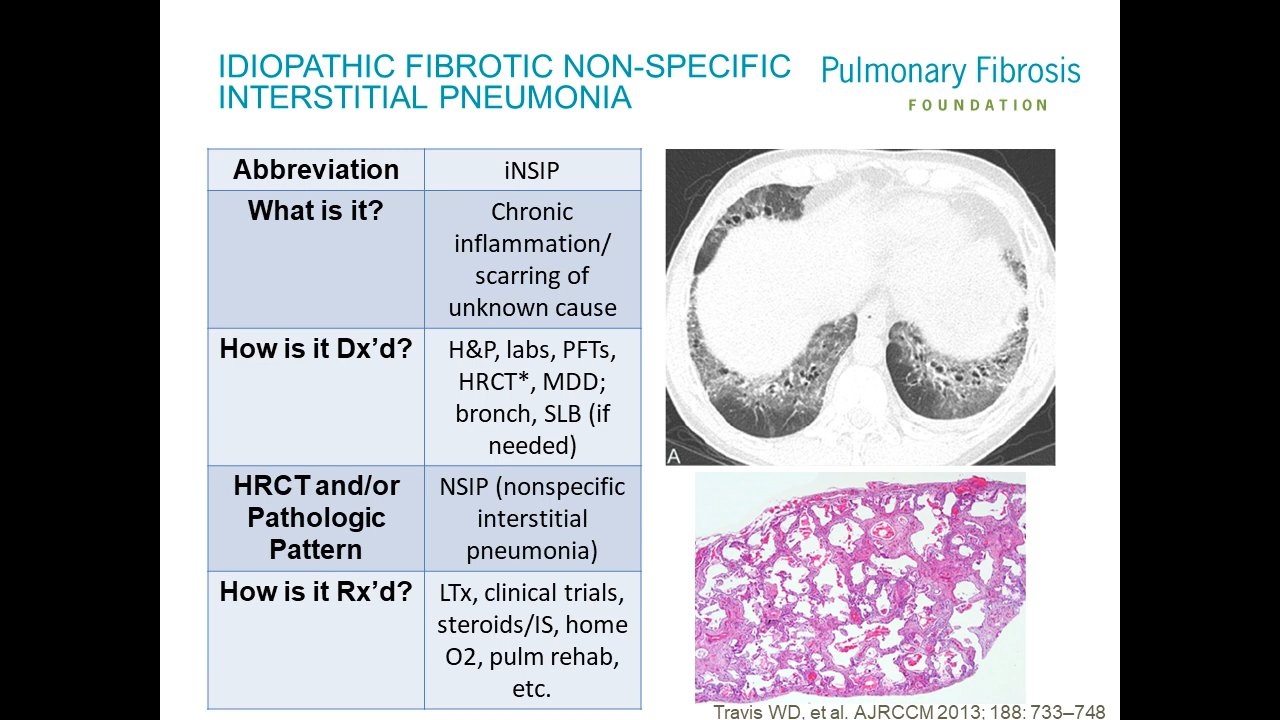 IDIOPATHIC FIBROTIC NON-SPECIFIC
INTERSTITIAL PNEUMONIA
Pulmonary Fibrosis
FOUNDATION
Abbreviation
iNSIP
What is it?
Chronic
inflammation/
scarring of
unknown cause
How is it Dx’d?
H&P, labs, PFTs,
HRCT*, MDD;
bronch, SLB (if
needed)
HRCT and/or
Pathologic
Pattern
NSIP (nonspecific
interstitial
pneumonia)
How is it Rx’d?
LTx, clinical trials,
steroids/IS, home
O2, pulm rehab,
etc.
A
Travis WD, et al. AJRCCM 2013; 188: 733–748